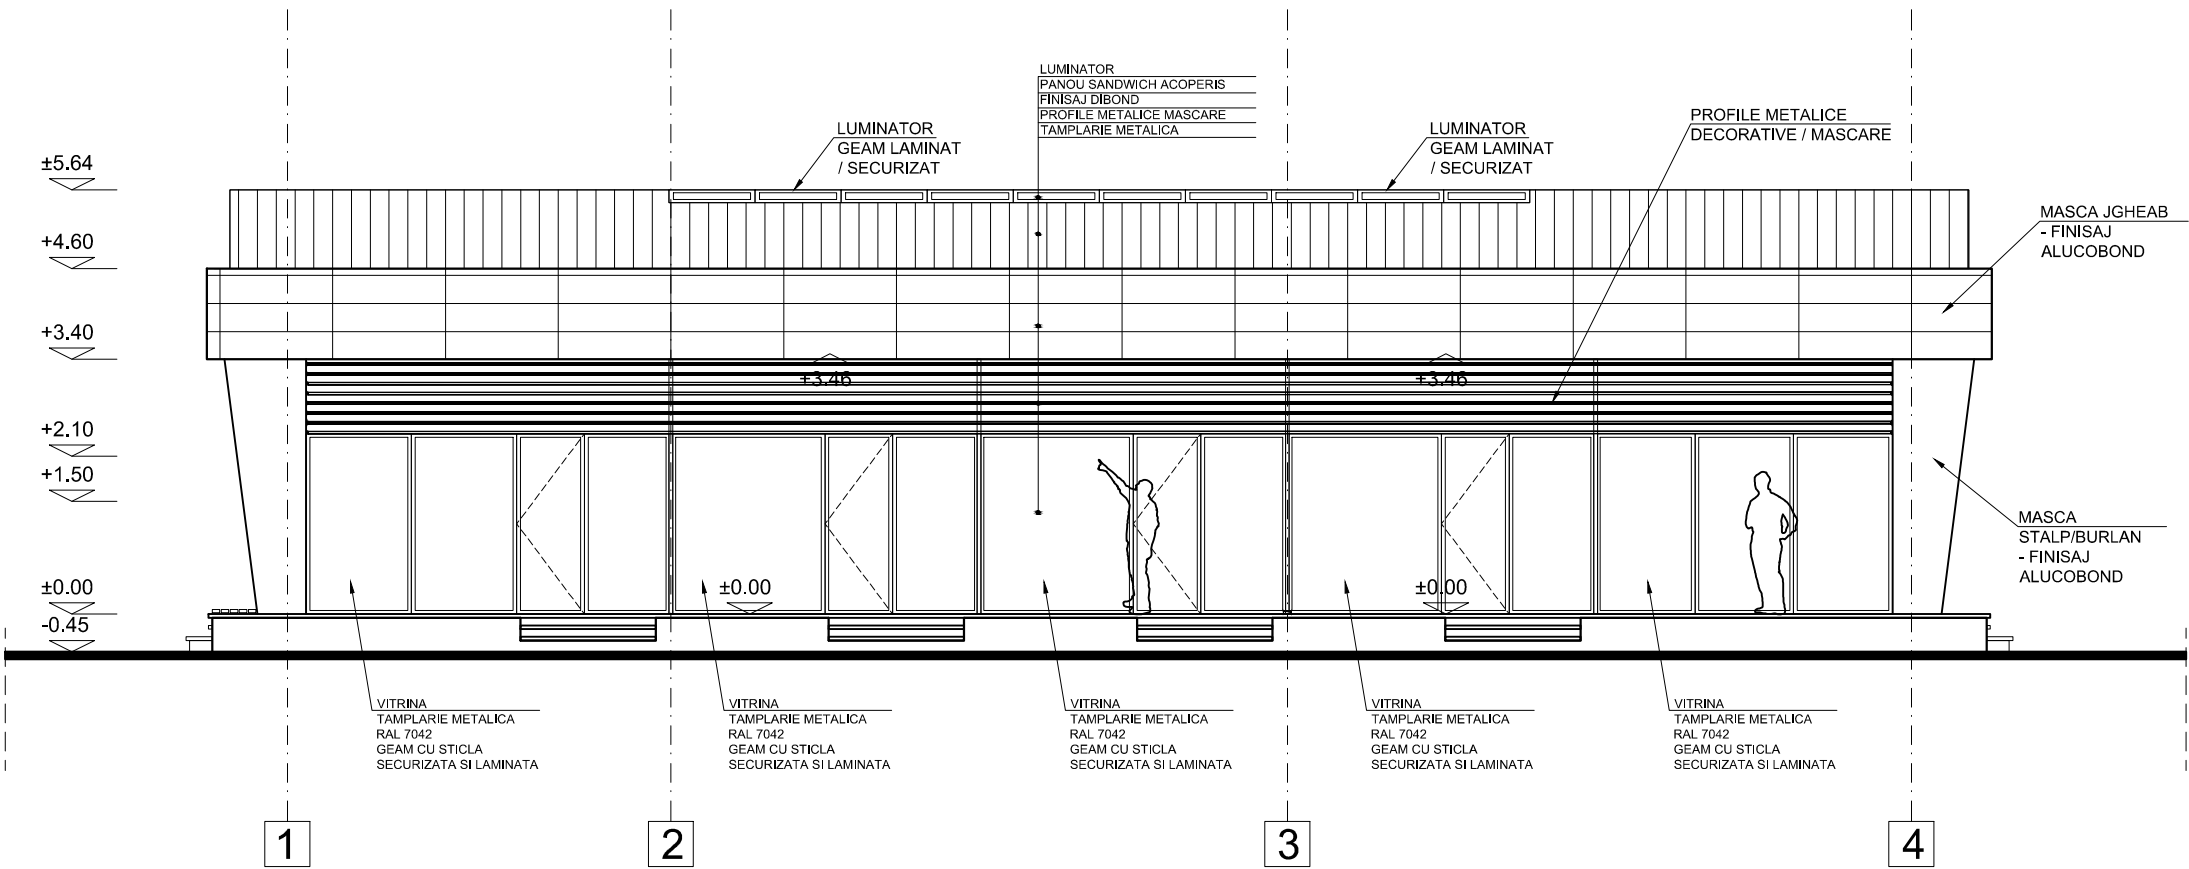 LUMINATOR
PANOU SANDWICH ACOPERIS
FINISAJ DIBOND
PROFILE METALICE MASCARE
TAMPLARIE METALICA
LUMINATOR
GEAM LAMINAT
/ SECURIZAT
LUMINATOR
GEAM LAMINAT
/ SECURIZAT
PROFILE METALICE
DECORATIVE / MASCARE
MASCA JGHEAB
- FINISAJ
ALUCOBOND
±5.64
+4.60
+3.40
+2.10
+1.50
±0.00
-0.45
±3.46
±3.46
±0.00
±0.00
MASCA
STALP/BURLAN
- FINISAJ
ALUCOBOND
VITRINA
TAMPLARIE METALICA
RAL 7042
GEAM CU STICLA
SECURIZATA SI LAMINATA
VITRINA
TAMPLARIE METALICA
RAL 7042
GEAM CU STICLA
SECURIZATA SI LAMINATA
VITRINA
TAMPLARIE METALICA
RAL 7042
GEAM CU STICLA
SECURIZATA SI LAMINATA
VITRINA
TAMPLARIE METALICA
RAL 7042
GEAM CU STICLA
SECURIZATA SI LAMINATA
VITRINA
TAMPLARIE METALICA
RAL 7042
GEAM CU STICLA
SECURIZATA SI LAMINATA
1
2
3
4